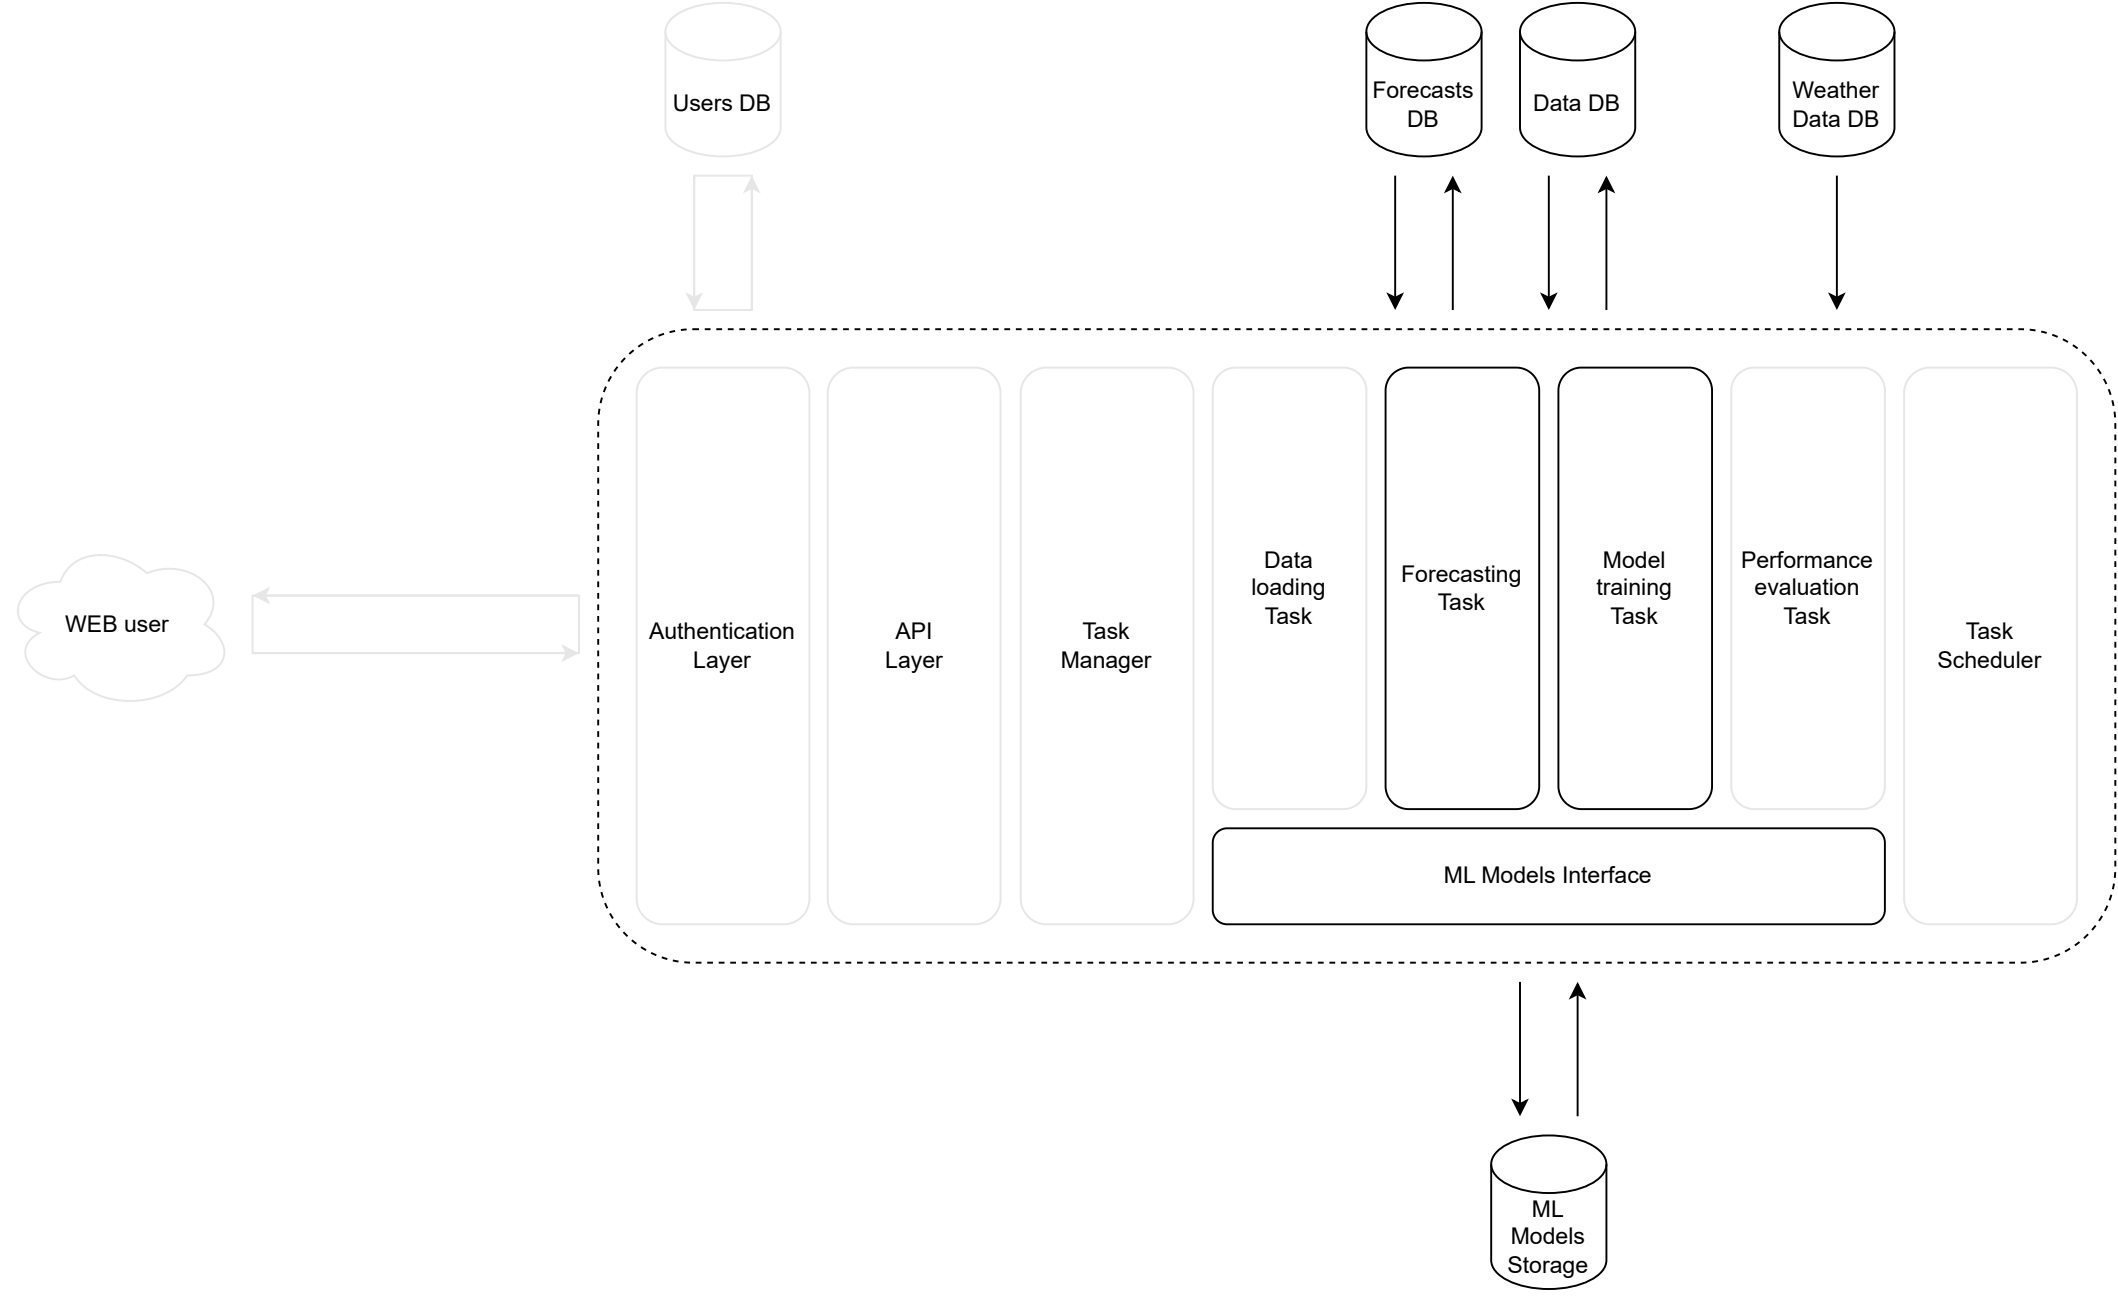 Users DB
Forecasts
DB
Data DB
Weather
Data DB
WEB user
Authentication
Layer
API
Layer
Task
Manager
Data
loading
Task
Forecasting
Task
Model
training
Task
Performance
evaluation
Task
Task
Scheduler
ML Models Interface
ML
Models
Storage